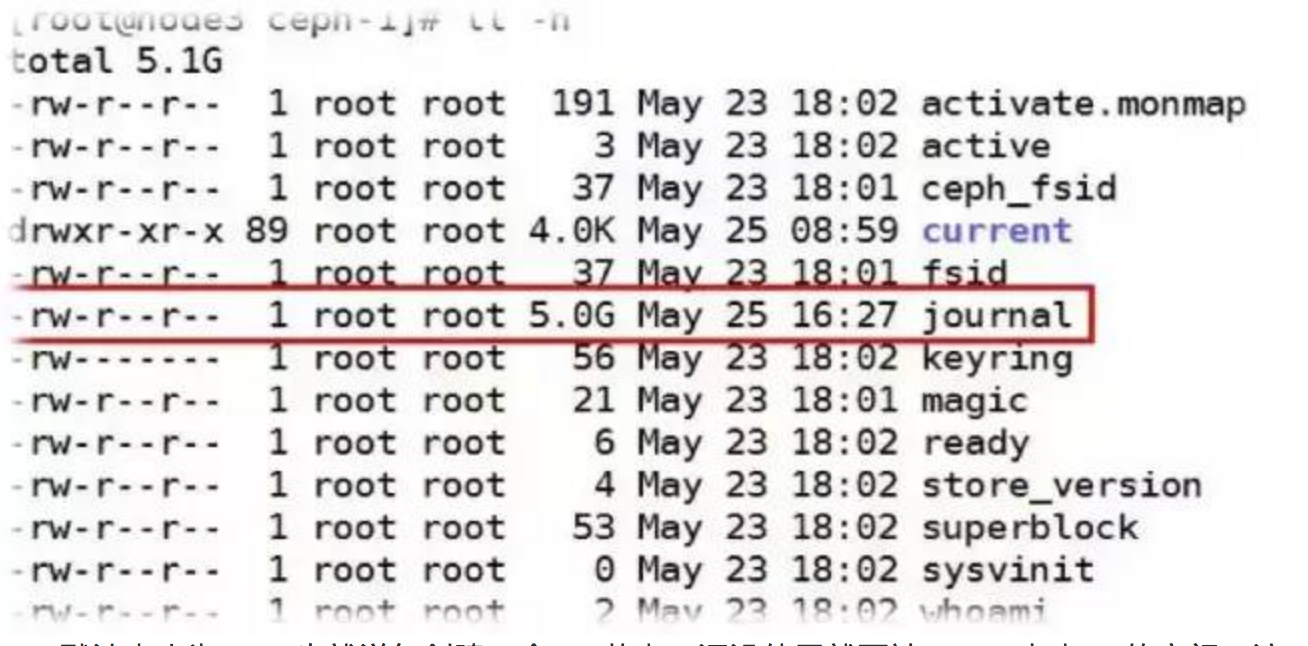 [root@node3 ceph-1]# ll -h
total 5.1G
-rw-r--r-- 1 root root 191 May 23 18:02 activate.monmap
-rw-r--r-- 1 root root 3 May 23 18:02 active
-rw-r--r-- 1 root root 37 May 23 18:01 ceph_fsid
drwxr-xr-x 89 root root 4.0K May 25 08:59 current
-rw-r--r-- 1 root root 37 May 23 18:01 fsid
-rw-r--r-- 1 root root 5.0G May 25 16:27 journal
-rw------- 1 root root 56 May 23 18:02 keyring
-rw-r--r-- 1 root root 21 May 23 18:01 magic
-rw-r--r-- 1 root root 6 May 23 18:02 ready
-rw-r--r-- 1 root root 4 May 23 18:02 store_version
-rw-r--r-- 1 root root 53 May 23 18:02 superblock
-rw-r--r-- 1 root root 0 May 23 18:02 sysvinit
-rw-r--r-- 1 root root 2 May 23 18:02 whoami